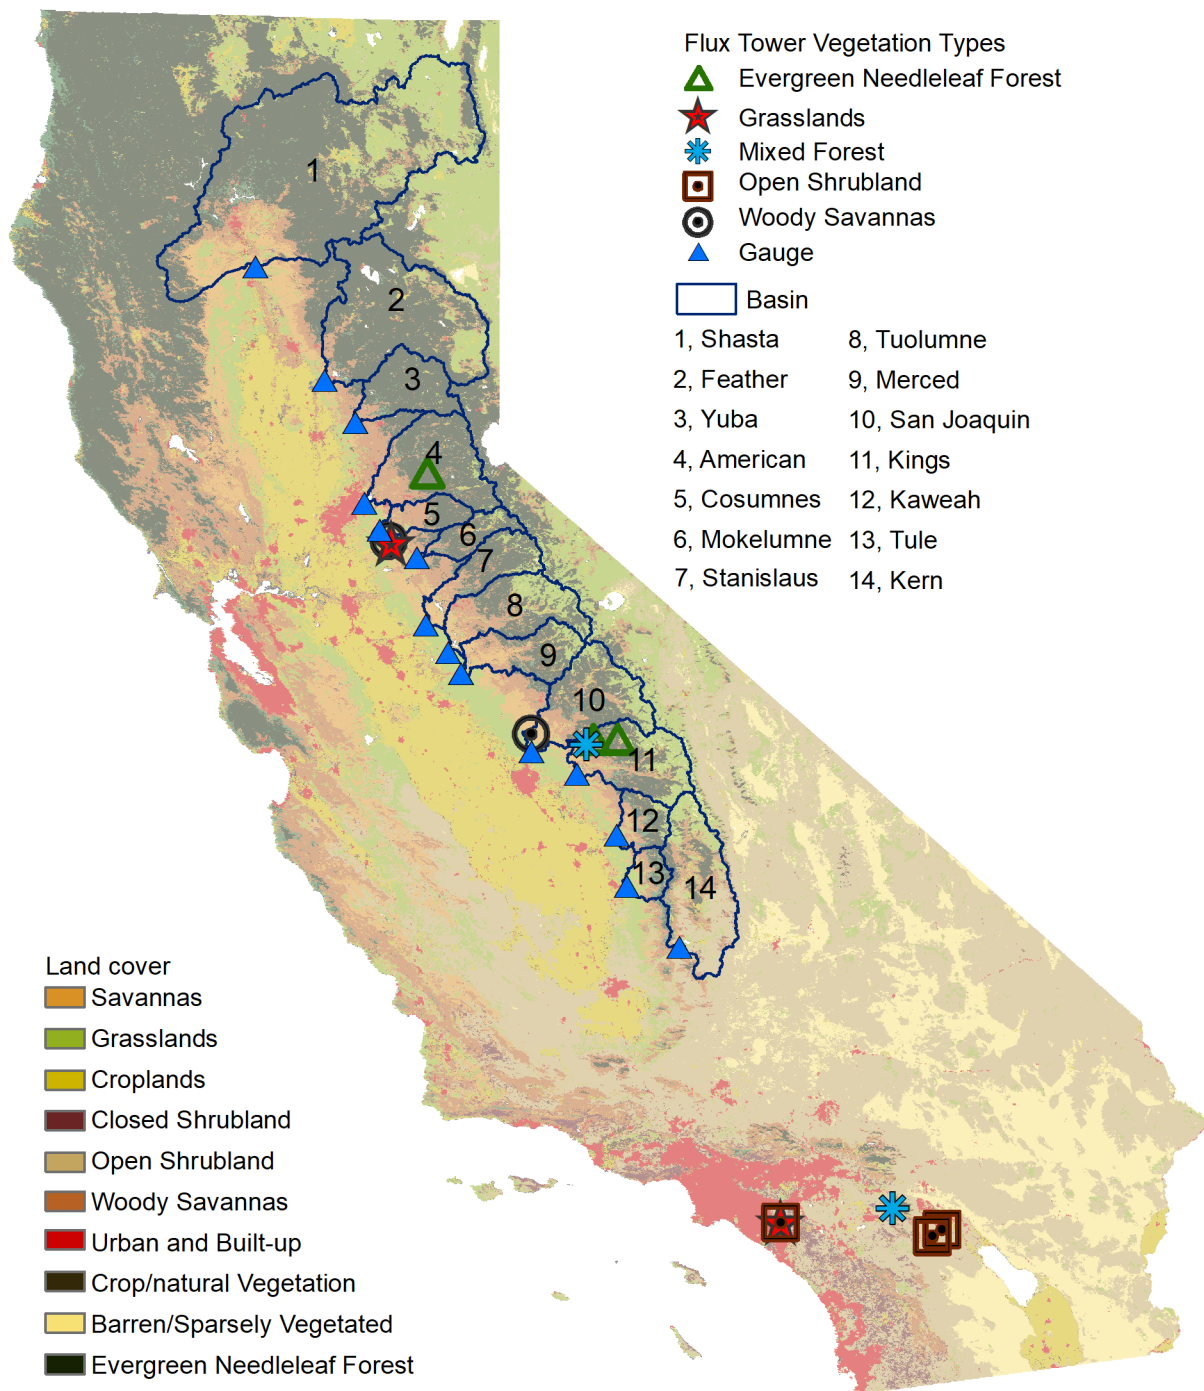 Flux Tower Vegetation Types
Evergreen Needleleaf Forest
Grasslands
Mixed Forest
Open Shrubland
Woody Savannas
Gauge
Basin
1, Shasta
2, Feather
3, Yuba
4, American
5, Cosumnes
6, Mokelumne
7, Stanislaus
8, Tuolumne
9, Merced
10, San Joaquin
11, Kings
12, Kaweah
13, Tule
14, Kern
1
2
3
4
5
6
7
8
9
10
11
12
13
14
Land cover
Savannas
Grasslands
Croplands
Closed Shrubland
Open Shrubland
Woody Savannas
Urban and Built-up
Crop/natural Vegetation
Barren/Sparsely Vegetated
Evergreen Needleleaf Forest